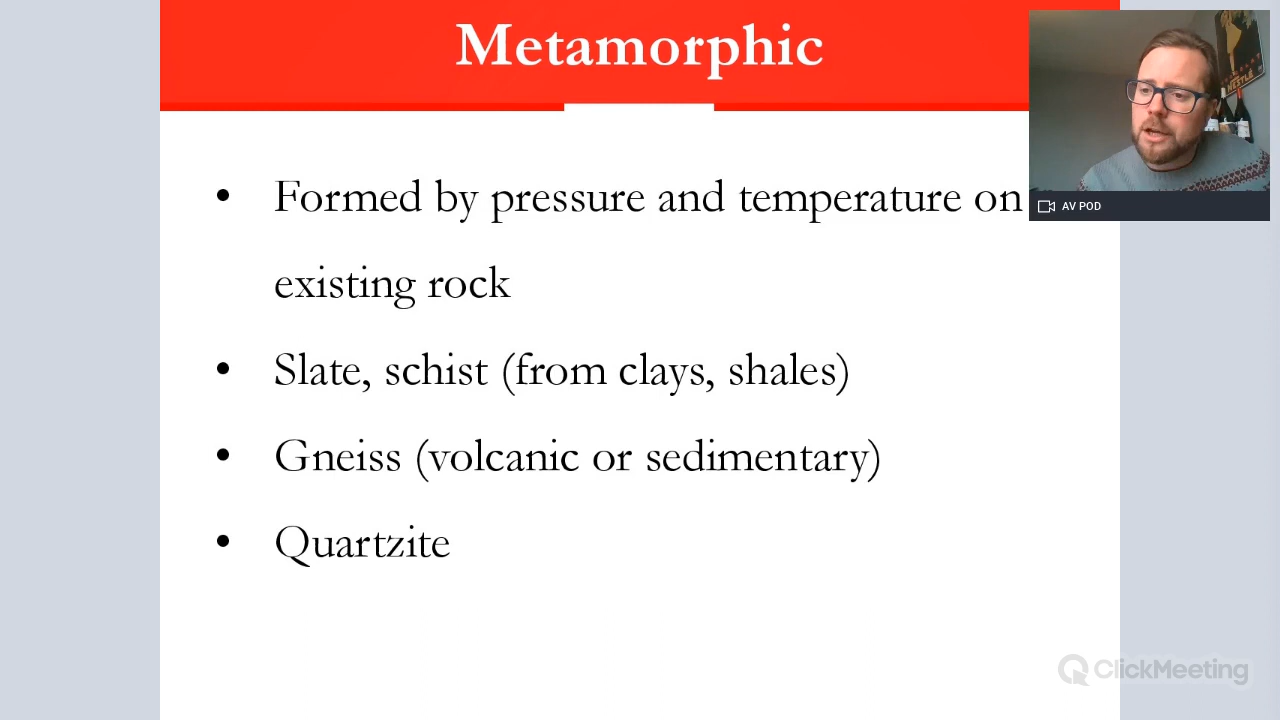 Metamorphic
• Formed by pressure and temperature on
existing rock
• Slate, schist (from clays, shales)
• Gneiss (volcanic or sedimentary)
• Quartzite
NESTLÉ
AV POD
ClickMeeting